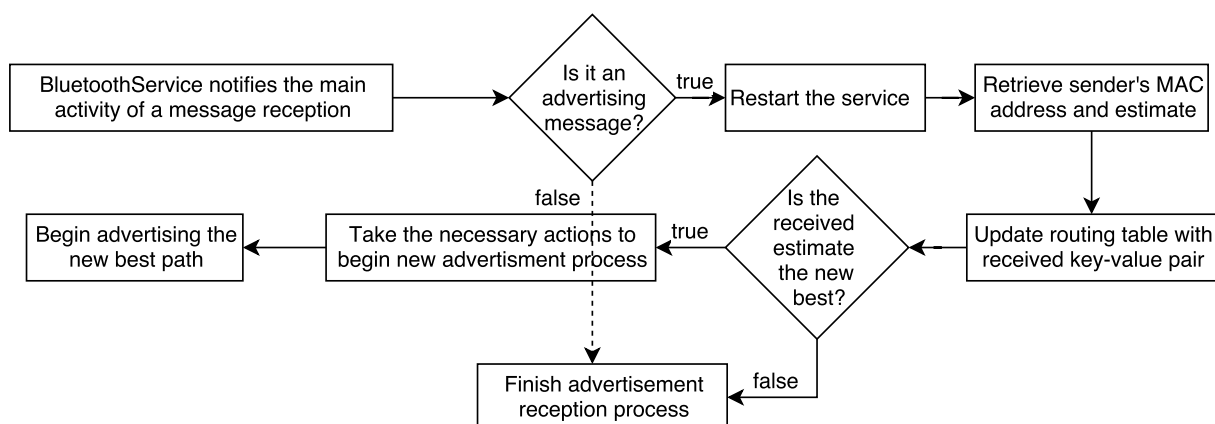 BluetoothService notifies the main
activity of a message reception
Is it an
advertising
message?
true
Restart the service
Retrieve sender's MAC
address and estimate
false
Begin advertising the
new best path
Take the necessary actions to
begin new advertisment process
true
Is the
received
estimate
the new
best?
Update routing table with
received key-value pair
Finish advertisement
reception process
false